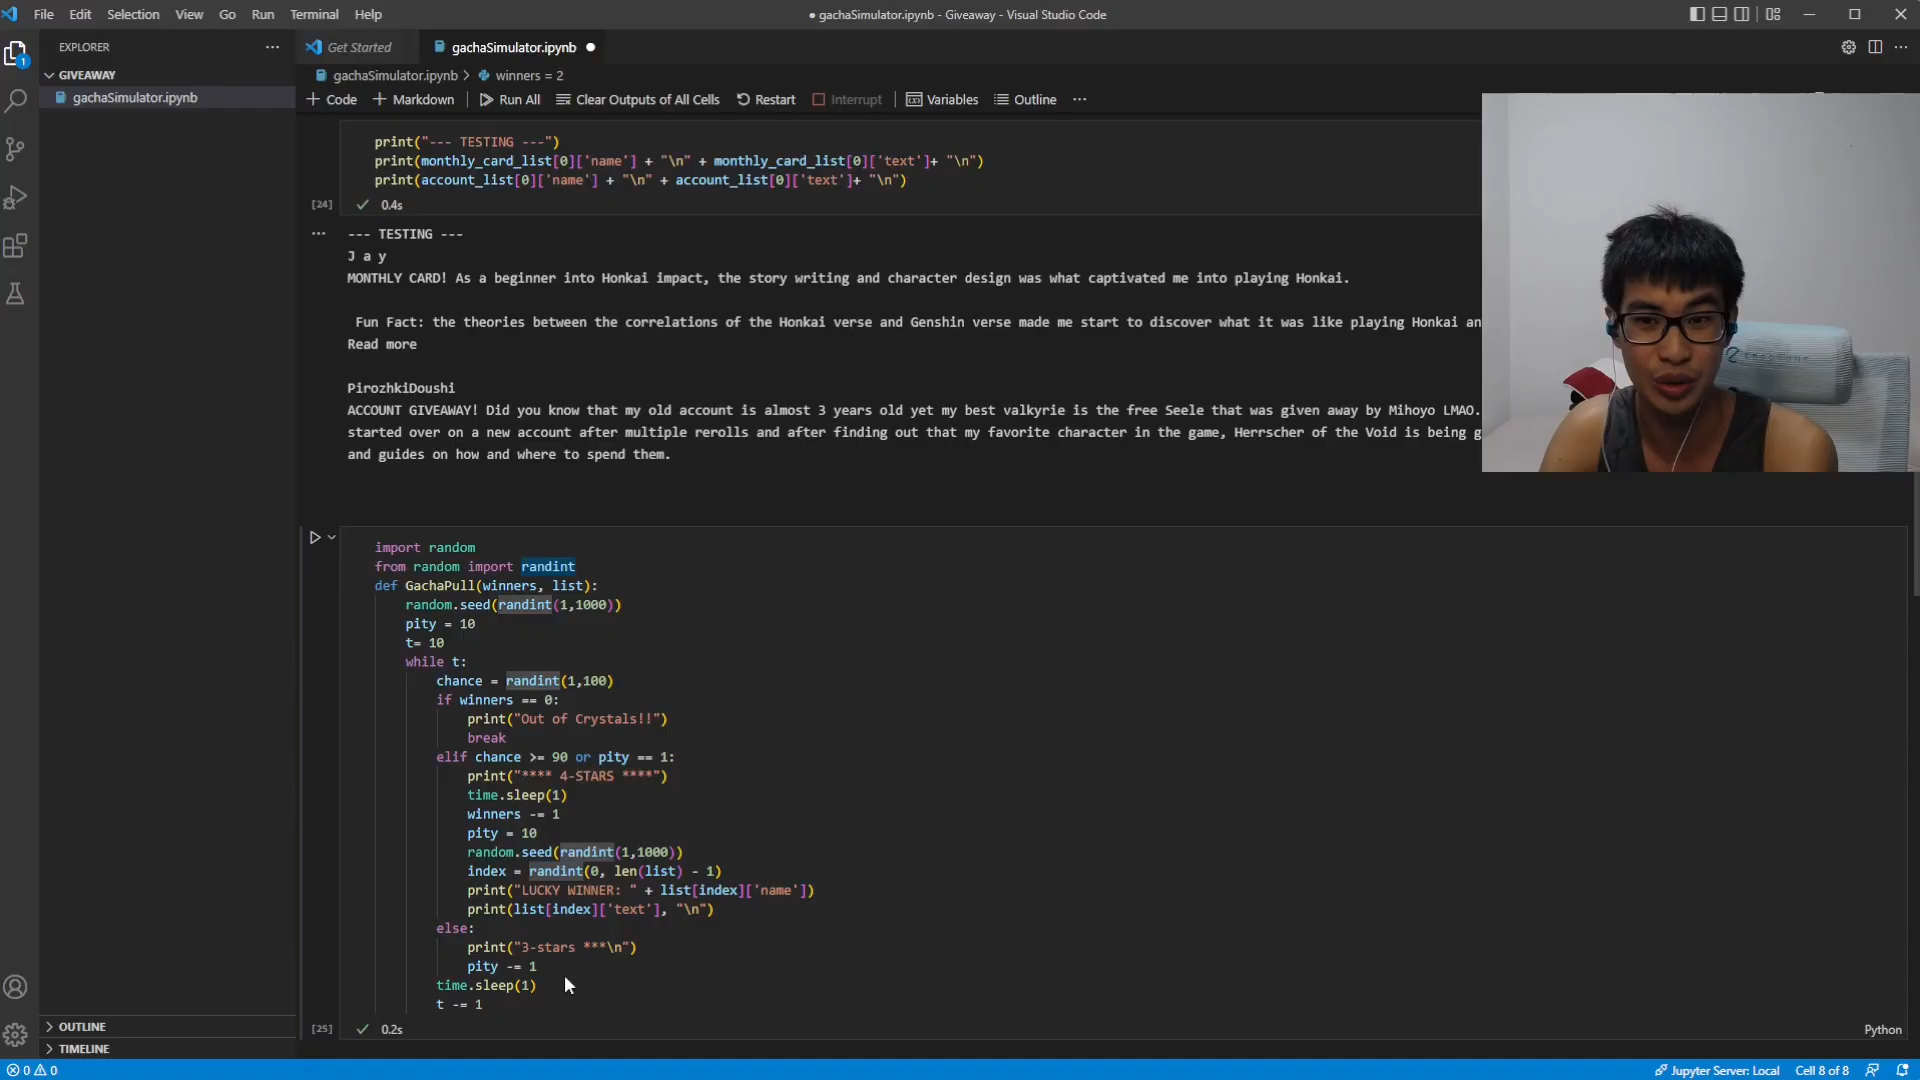 File Edit Selection View Go Run Terminal Help
● gachaSimulator.ipynb - Giveaway - Visual Studio Code
EXPLORER
Get Started
gachaSimulator.ipynb
1
GIVEAWAY
gachaSimulator.ipynb
gachaSimulator.ipynb > winners = 2
+ Code + Markdown Run All Clear Outputs of All Cells Restart Interrupt Variables Outline
print("--- TESTING ---")
print(monthly_card_list[0]['name'] + "\n" + monthly_card_list[0]['text']+ "\n")
print(account_list[0]['name'] + "\n" + account_list[0]['text']+ "\n")
[24] 0.4s
--- TESTING ---
J a y
MONTHLY CARD! As a beginner into Honkai impact, the story writing and character design was what captivated me into playing Honkai.
Fun Fact: the theories between the correlations of the Honkai verse and Genshin verse made me start to discover what it was like playing Honkai an
Read more
PirozhkiDoushi
ACCOUNT GIVEAWAY! Did you know that my old account is almost 3 years old yet my best valkyrie is the free Seele that was given away by Mihoyo LMAO.
started over on a new account after multiple rerolls and after finding out that my favorite character in the game, Herrscher of the Void is being g
and guides on how and where to spend them.
import random
from random import randint
def GachaPull(winners, list):
random.seed(randint(1,1000))
pity = 10
t= 10
while t:
chance = randint(1,100)
if winners == 0:
print("Out of Crystals!!")
break
elif chance >= 90 or pity == 1:
print("**** 4-STARS ****")
time.sleep(1)
winners -= 1
pity = 10
random.seed(randint(1,1000))
index = randint(0, len(list) - 1)
print("LUCKY WINNER: " + list[index]['name'])
print(list[index]['text'], "\n")
else:
print("3-stars ***\n")
pity -= 1
time.sleep(1)
t -= 1
[25] 0.2s
Python
OUTLINE
TIMELINE
0 0
Jupyter Server: Local Cell 8 of 8